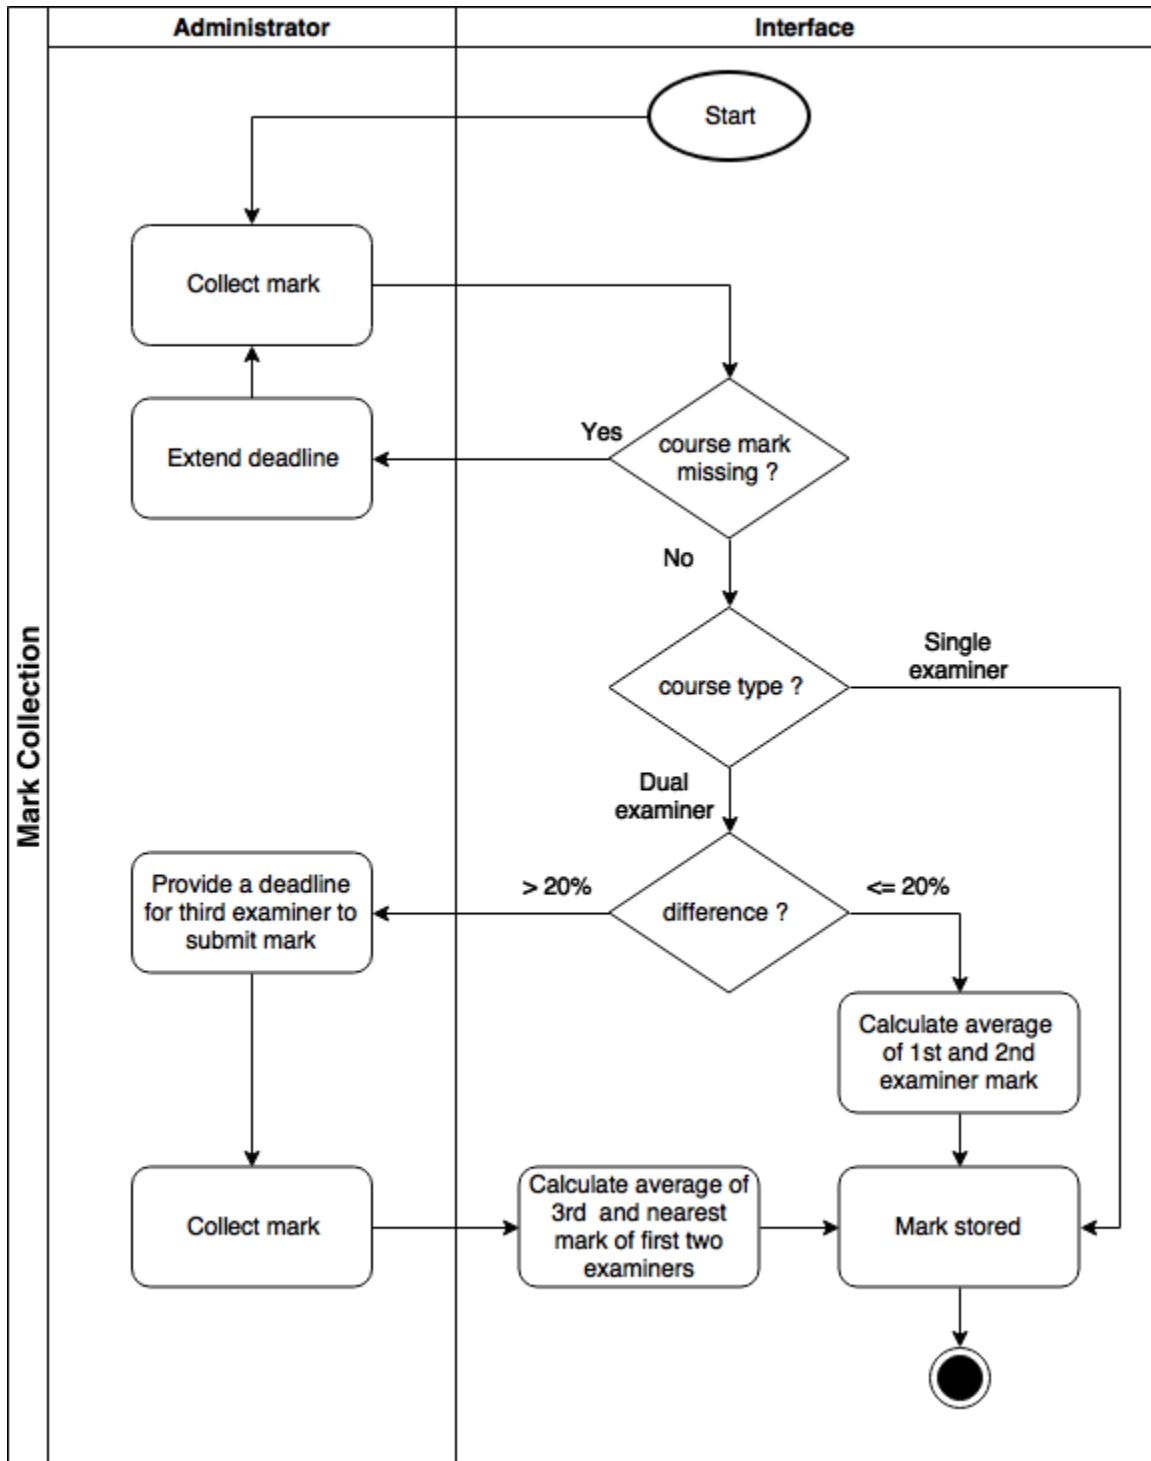 Administrator
Interface
Mark Collection
Start
Collect mark
Extend deadline
Yes
course mark
missing ?
No
course type ?
Single
examiner
Dual
examiner
Provide a deadline
for third examiner to
submit mark
> 20%
difference ?
<= 20%
Calculate average
of 1st and 2nd
examiner mark
Collect mark
Calculate average of
3rd and nearest
mark of first two
examiners
Mark stored